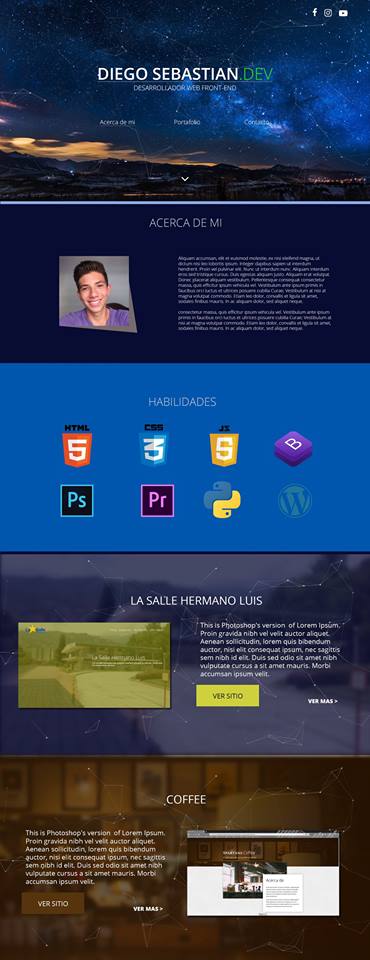 DIEGO SEBASTIAN.DEV
DESARROLLADOR WEB FRONT-END
Acerca de mi
Portafolio
Contacto
ACERCA DE MI
Aliquam accumsan, elit et euismod molestie, ex nisi eleifend magna, ut
dictum nisi leo lobortis ipsum. Integer dapibus sapien ut interdum
hendrerit. Proin vel pulvinar elit. Nunc ut interdum nunc. Aliquam interdum
eros sed tristique cursus. Duis egestas aliquam justo. Aliquam erat volutpat.
Donec placerat aliquam vestibulum. Pellentesque consequat consectetur
massa, quis efficitur ipsum vehicula vel. Vestibulum ante ipsum primis in
faucibus orci luctus et ultrices posuere cubilia Curae; Vestibulum at nisi at
magna volutpat commodo. Etiam leo dolor, convallis et ligula sit amet,
sodales finibus mauris. In ac aliquam dolor, sed aliquet neque.
consectetur massa, quis efficitur ipsum vehicula vel. Vestibulum ante ipsum
primis in faucibus orci luctus et ultrices posuere cubilia Curae; Vestibulum at
nisi at magna volutpat commodo. Etiam leo dolor, convallis et ligula sit amet,
sodales finibus mauris. In ac aliquam dolor, sed aliquet neque.
HABILIDADES
HTML
5
CSS
3
JS
5
B
Ps
Pr
W
LA SALLE HERMANO LUIS
La Salle Hermano Luis
This is Photoshop's version of Lorem Ipsum.
Proin gravida nibh vel velit auctor aliquet.
Aenean sollicitudin, lorem quis bibendum
auctor, nisi elit consequat ipsum, nec sagittis
sem nibh id elit. Duis sed odio sit amet nibh
vulputate cursus a sit amet mauris. Morbi
accumsan ipsum velit.
VER SITIO
VER MAS >
COFFEE
This is Photoshop's version of Lorem Ipsum.
Proin gravida nibh vel velit auctor aliquet.
Aenean sollicitudin, lorem quis bibendum
auctor, nisi elit consequat ipsum, nec sagittis
sem nibh id elit. Duis sed odio sit amet nibh
vulputate cursus a sit amet mauris. Morbi
accumsan ipsum velit.
VER SITIO
VER MAS >
Acerca de